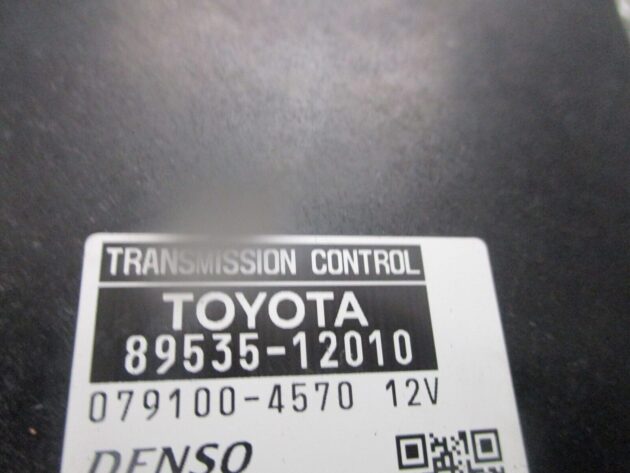 TRANSMISSION CONTROL
TOYOTA
89535-12010
079100-4570 12V
DENSO